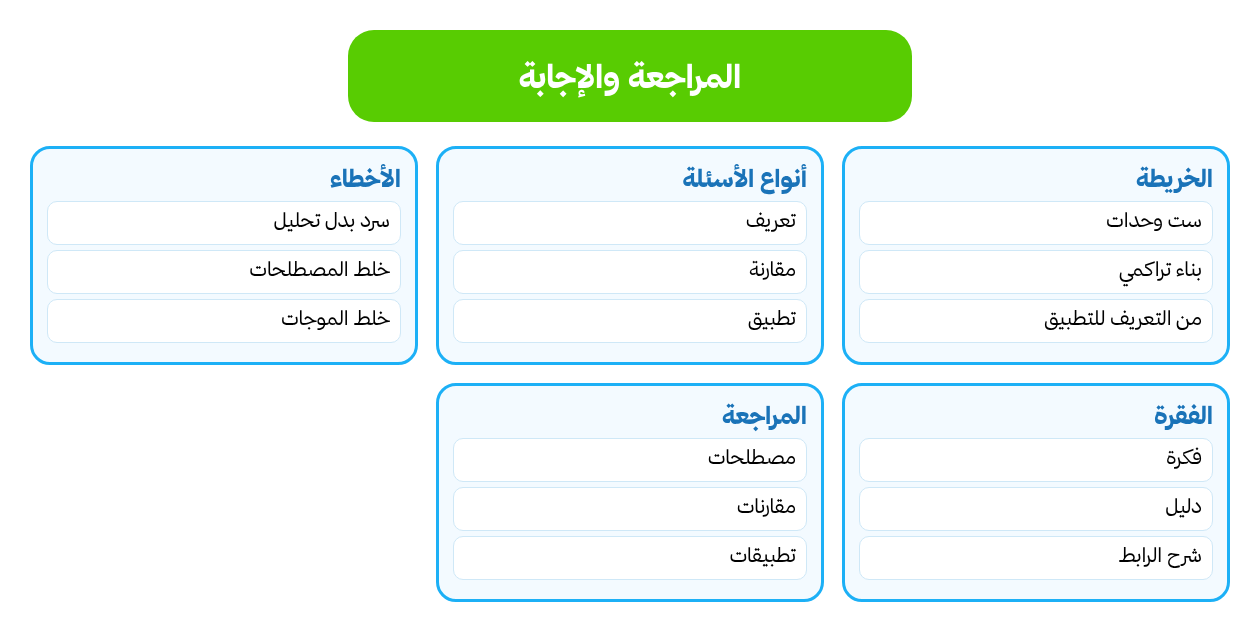 المراجعة والإجابة
الخريطة
ست وحدات
بناء تراكمي
من التعريف للتطبيق
أنواع الأسئلة
تعريف
مقارنة
تطبيق
الأخطاء
سرد بدل تحليل
خلط المصطلحات
خلط الموجات
الفقرة
فكرة
دليل
شرح الرابط
المراجعة
مصطلحات
مقارنات
تطبيقات